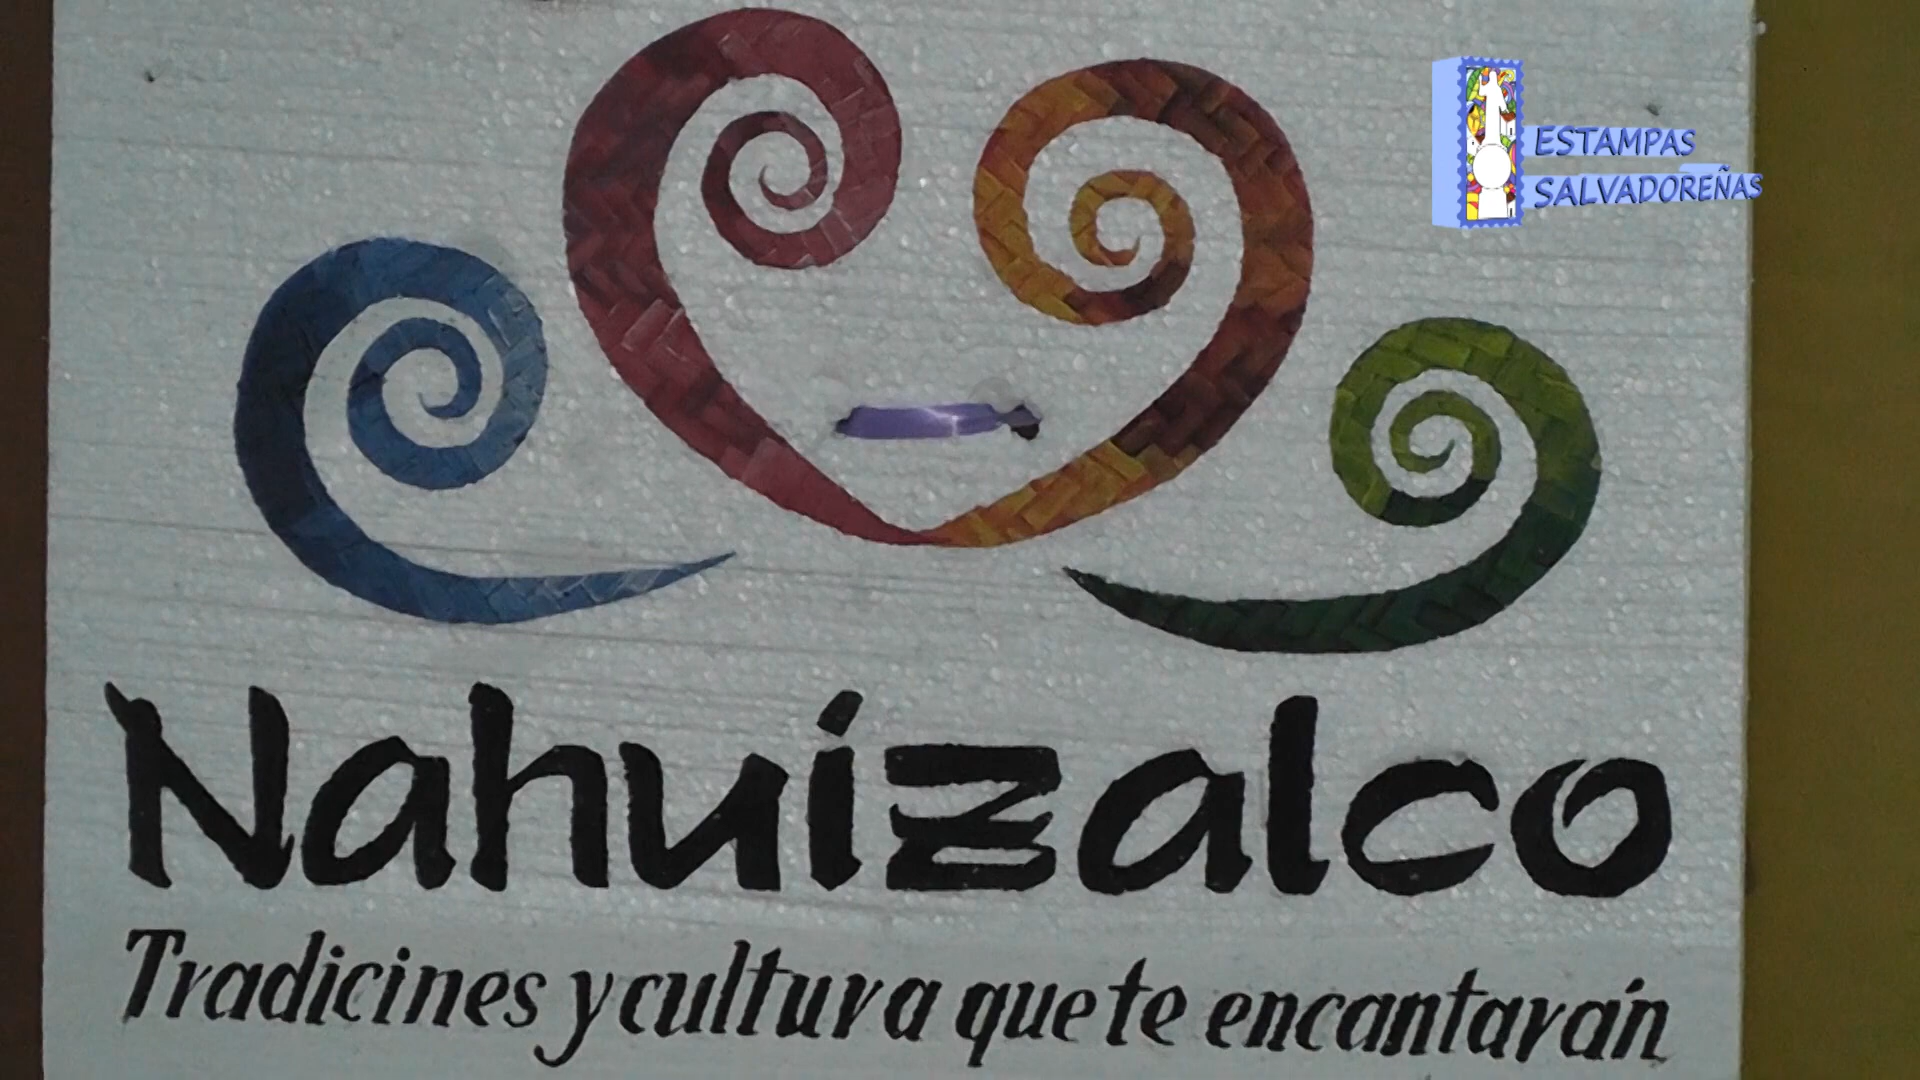 ESTAMPAS
SALVADOREÑAS
Nahuizalco
Tradicines y cultura que te encantarán